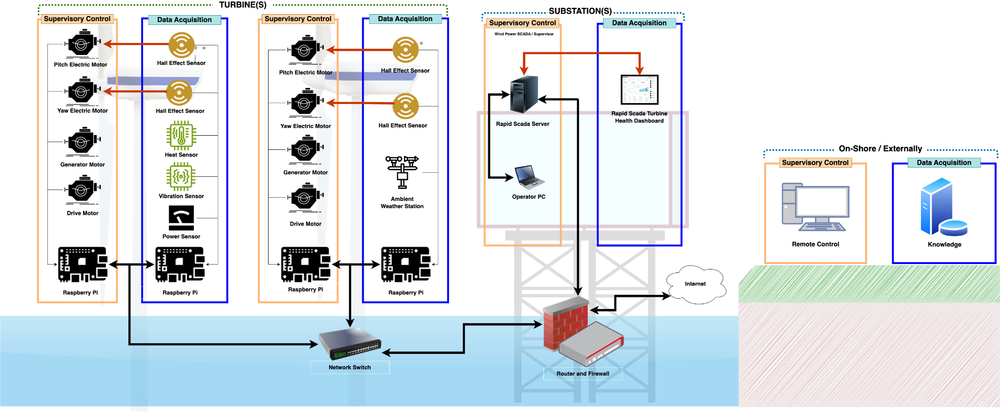 TURBINE(S)
Supervisory Control
Pitch Electric Motor
Yaw Electric Motor
Generator Motor
Drive Motor
Raspberry Pi
Data Acquisition
Hall Effect Sensor
Hall Effect Sensor
Heat Sensor
Vibration Sensor
Power Sensor
Raspberry Pi
Supervisory Control
Pitch Electric Motor
Yaw Electric Motor
Generator Motor
Drive Motor
Raspberry Pi
Data Acquisition
Hall Effect Sensor
Hall Effect Sensor
Ambient
Weather Station
Raspberry Pi
Network Switch
SUBSTATION(S)
Supervisory Control
Wind Power SCADA / Supervisor
Rapid Scada Server
Operator PC
Data Acquisition
Rapid Scada Turbine
Health Dashboard
Router and Firewall
Internet
On-Shore / Externally
Supervisory Control
Remote Control
Data Acquisition
Knowledge